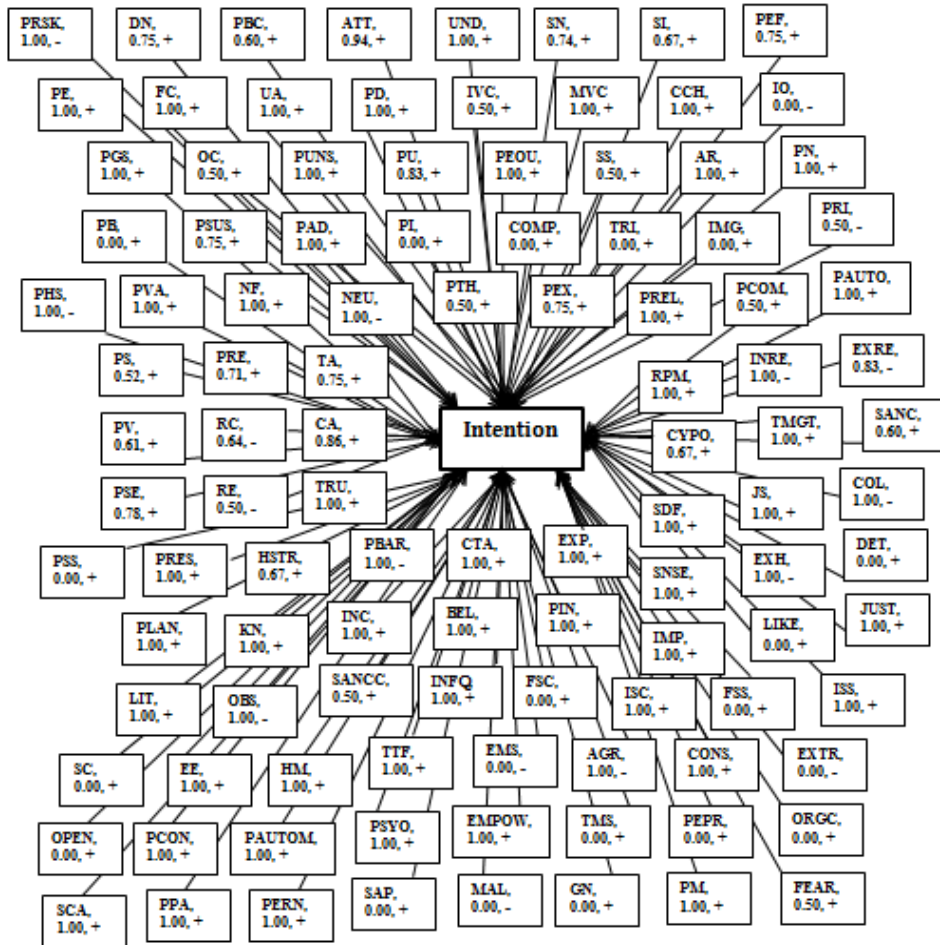 PRSK,
1.00, -
DN,
0.75, +
PBC,
0.60, +
ATT,
0.94, +
UND,
1.00, +
SN,
0.74, +
SI,
0.67, +
PEF,
0.75, +
PE,
1.00, +
FC,
1.00, +
UA,
1.00, +
PD,
1.00, +
IVC,
0.50, +
MVC
1.00, +
CCH,
1.00, +
IO,
0.00, -
PGS,
1.00, +
OC,
0.50, +
PUNS,
1.00, +
PU,
0.83, +
PEOU,
1.00, +
SS,
0.50, +
AR,
1.00, +
PN,
1.00, +
PB,
0.00, +
PSUS,
0.75, +
PAD,
1.00, +
PI,
0.00, +
COMP,
0.00, +
TRI,
0.00, +
IMG,
0.00, +
PRI,
0.50, -
PHS,
1.00, -
PVA,
1.00, +
NF,
1.00, +
NEU,
1.00, -
PTH,
0.50, +
PEX,
0.75, +
PREL,
1.00, +
PCOM,
0.50, +
PAUTO,
1.00, +
PS,
0.52, +
PRE,
0.71, +
TA,
0.75, +
RPM,
1.00, +
INRE,
1.00, -
EXRE,
0.83, -
PV,
0.61, +
RC,
0.64, -
CA,
0.86, +
Intention
CYPO,
0.67, +
TMGT,
1.00, +
SANC,
0.60, +
PSE,
0.78, +
RE,
0.50, -
TRU,
1.00, +
SDF,
1.00, +
JS,
1.00, +
COL,
1.00, -
PSS,
0.00, +
PRES,
1.00, +
HSTR,
0.67, +
PBAR,
1.00, -
CTA,
1.00, +
EXP,
1.00, +
SNSE,
1.00, +
EXH,
1.00, -
DET,
0.00, +
PLAN,
1.00, +
KN,
1.00, +
INC,
1.00, +
BEL,
1.00, +
PIN,
1.00, +
IMP,
1.00, +
LIKE,
0.00, +
JUST,
1.00, +
LIT,
1.00, +
OBS,
1.00, -
SANCC,
0.50, +
INFQ,
1.00, +
FSC,
0.00, +
ISC,
1.00, +
FSS,
0.00, +
ISS,
1.00, +
SC,
0.00, +
EE,
1.00, +
HM,
1.00, +
TTF,
1.00, +
EMS,
0.00, -
AGR,
1.00, -
CONS,
1.00, +
EXTR,
0.00, -
OPEN,
0.00, +
PCON,
1.00, +
PAUTOM,
1.00, +
PSYO,
1.00, +
EMPOW,
1.00, +
TMS,
0.00, +
PEPR,
0.00, +
ORGC,
0.00, +
SCA,
1.00, +
PPA,
1.00, +
PERN,
1.00, +
SAP,
0.00, +
MAL,
0.00, -
GN,
0.00, +
PM,
1.00, +
FEAR,
0.50, +